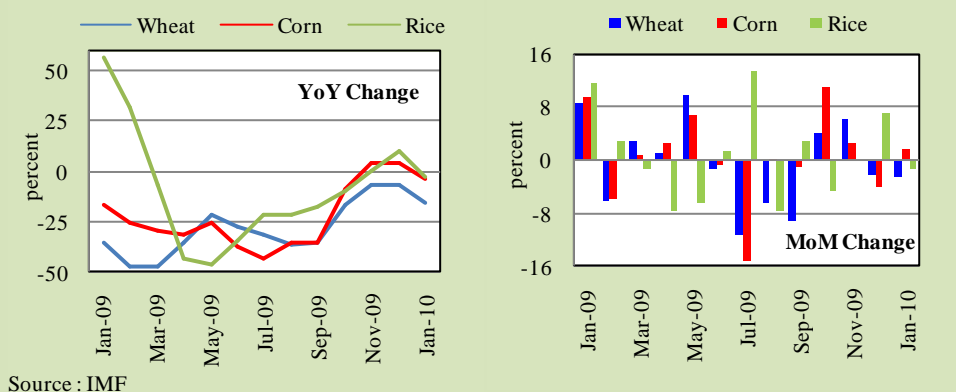 Wheat Corn Rice
50
25
0
-25
-50
percent
YoY Change
Jan-09 Mar-09 May-09 Jul-09 Sep-09 Nov-09 Jan-10
Wheat Corn Rice
16
8
0
-8
-16
percent
MoM Change
Jan-09 Mar-09 May-09 Jul-09 Sep-09 Nov-09 Jan-10
Source : IMF